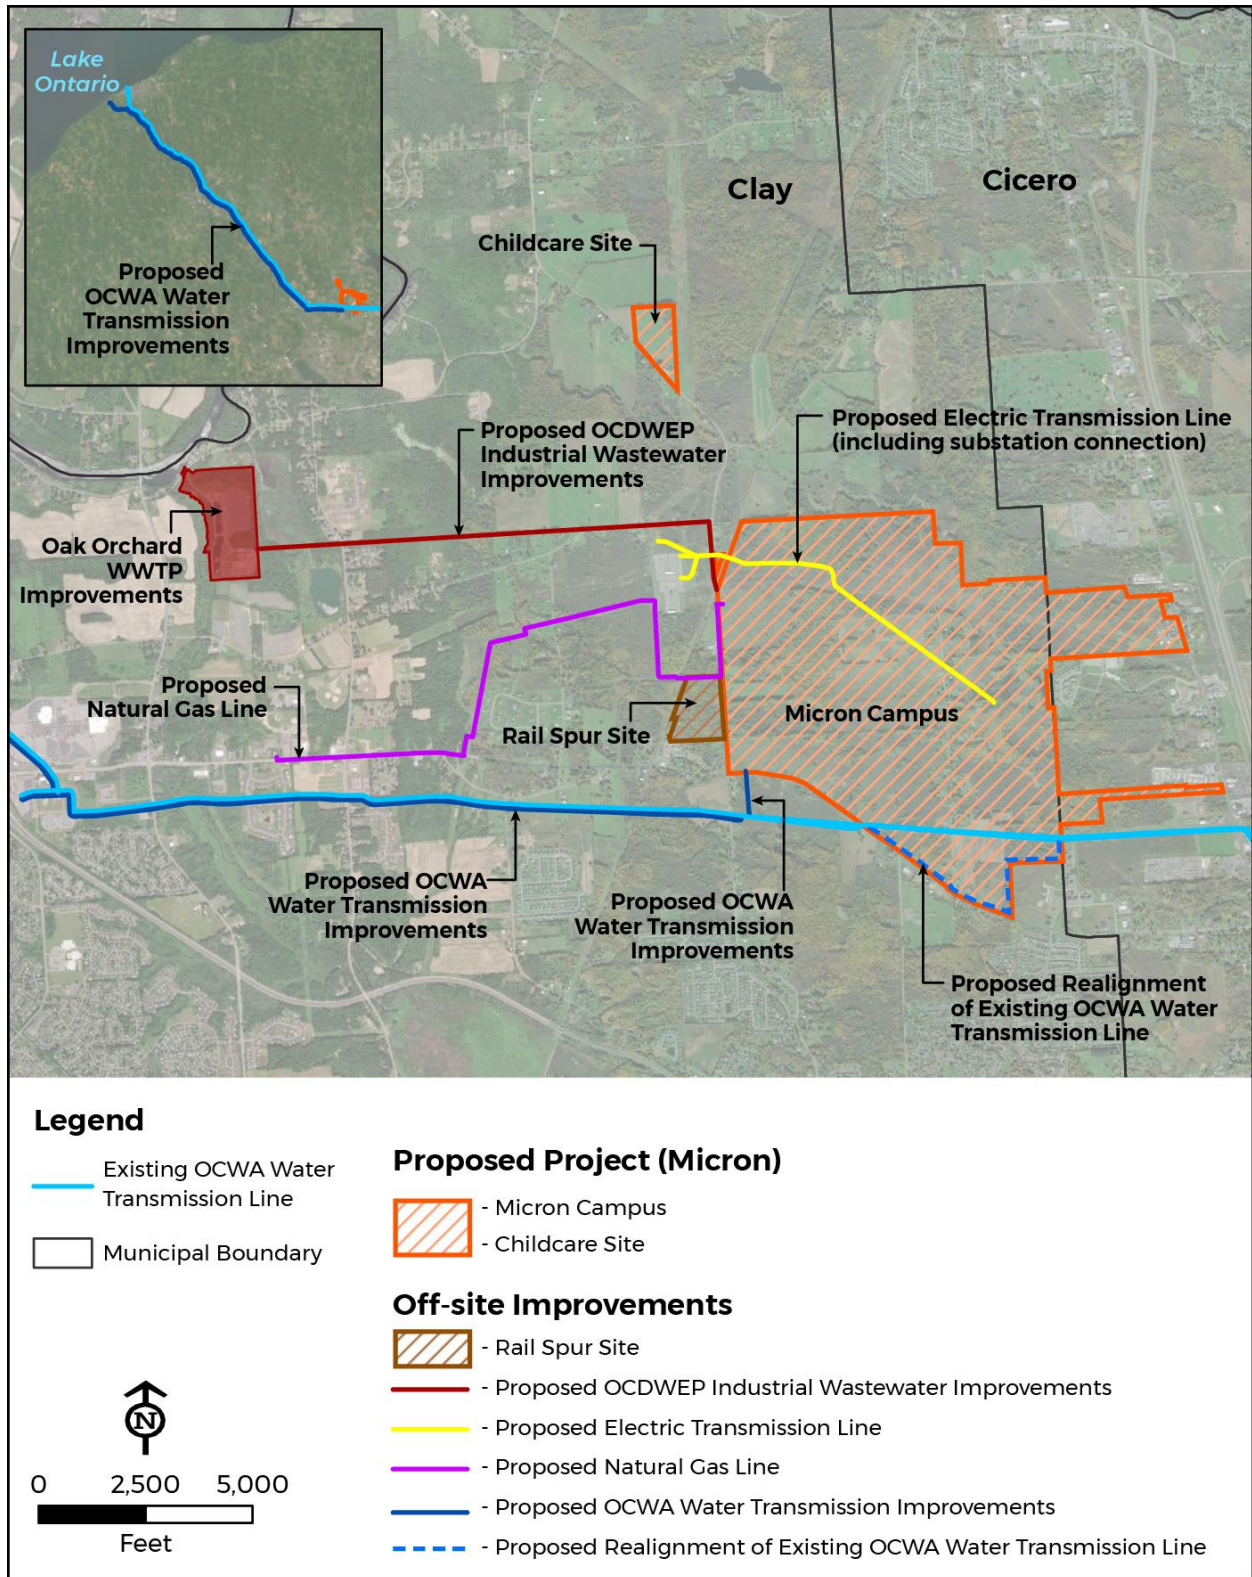 Lake
Ontario
Proposed
OCWA Water
Transmission
Improvements
Clay
Cicero
Childcare Site
Proposed OCDWEP
Industrial Wastewater
Improvements
Proposed Electric Transmission Line
(including substation connection)
Oak Orchard
WWTP
Improvements
Proposed
Natural Gas Line
Rail Spur Site
Micron Campus
Proposed OCWA
Water Transmission
Improvements
Proposed OCWA
Water Transmission
Improvements
Proposed Realignment
of Existing OCWA Water
Transmission Line
Legend
Existing OCWA Water
Transmission Line
Municipal Boundary
N
0 2,500 5,000
Feet
Proposed Project (Micron)
- Micron Campus
- Childcare Site
Off-site Improvements
- Rail Spur Site
- Proposed OCDWEP Industrial Wastewater Improvements
- Proposed Electric Transmission Line
- Proposed Natural Gas Line
- Proposed OCWA Water Transmission Improvements
- Proposed Realignment of Existing OCWA Water Transmission Line